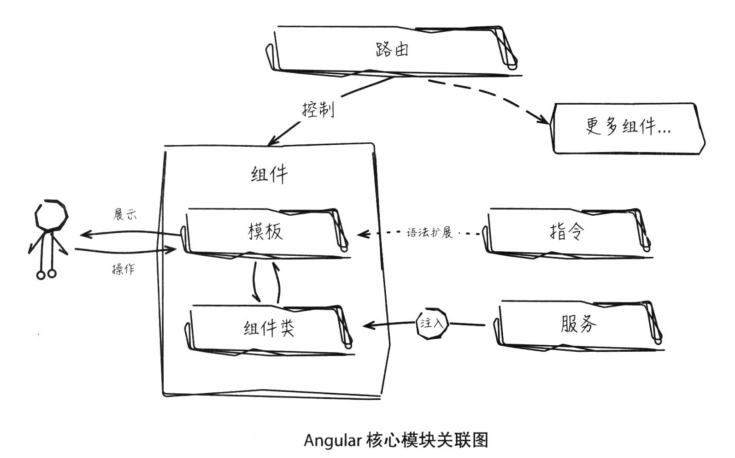 路由
控制
更多组件...
组件
展示
模板
语法扩展
指令
操作
组件类
注入
服务
Angular 核心模块关联图